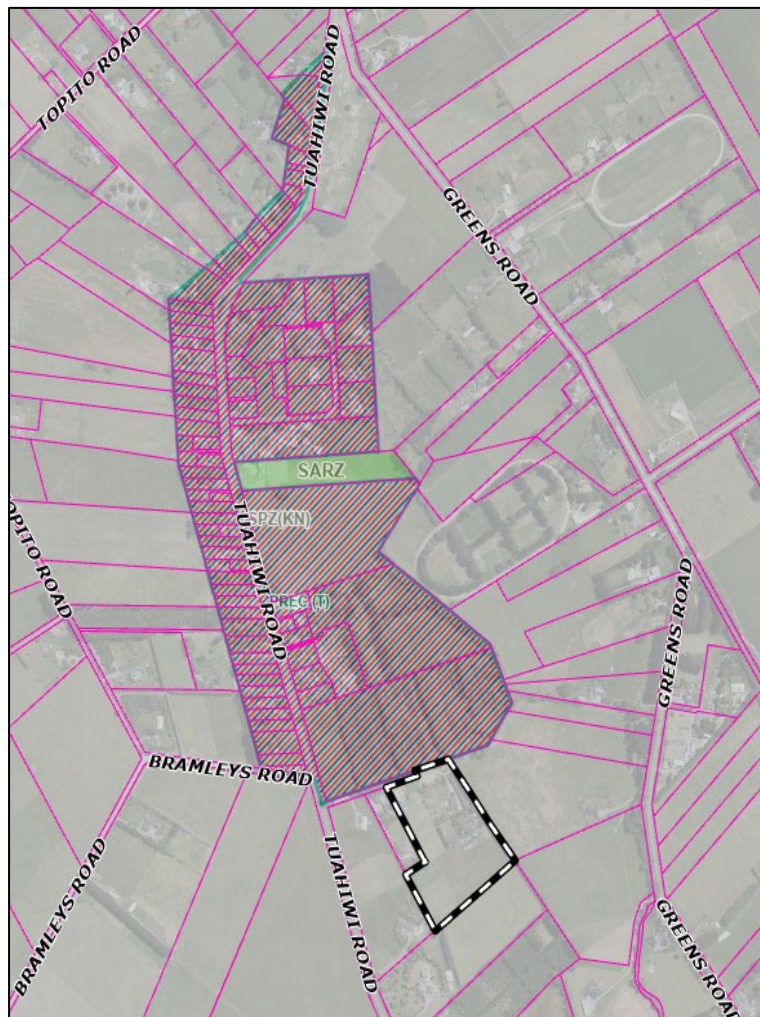 TOPITO ROAD
TUAHIWI ROAD
GREENS ROAD
SARZ
SPZ(KN)
TUAHIWI ROAD
TOPITO ROAD
PREC (T)
GREENS ROAD
BRAMLEYS ROAD
TUAHIWI ROAD
BRAMLEYS ROAD
GREENS ROAD